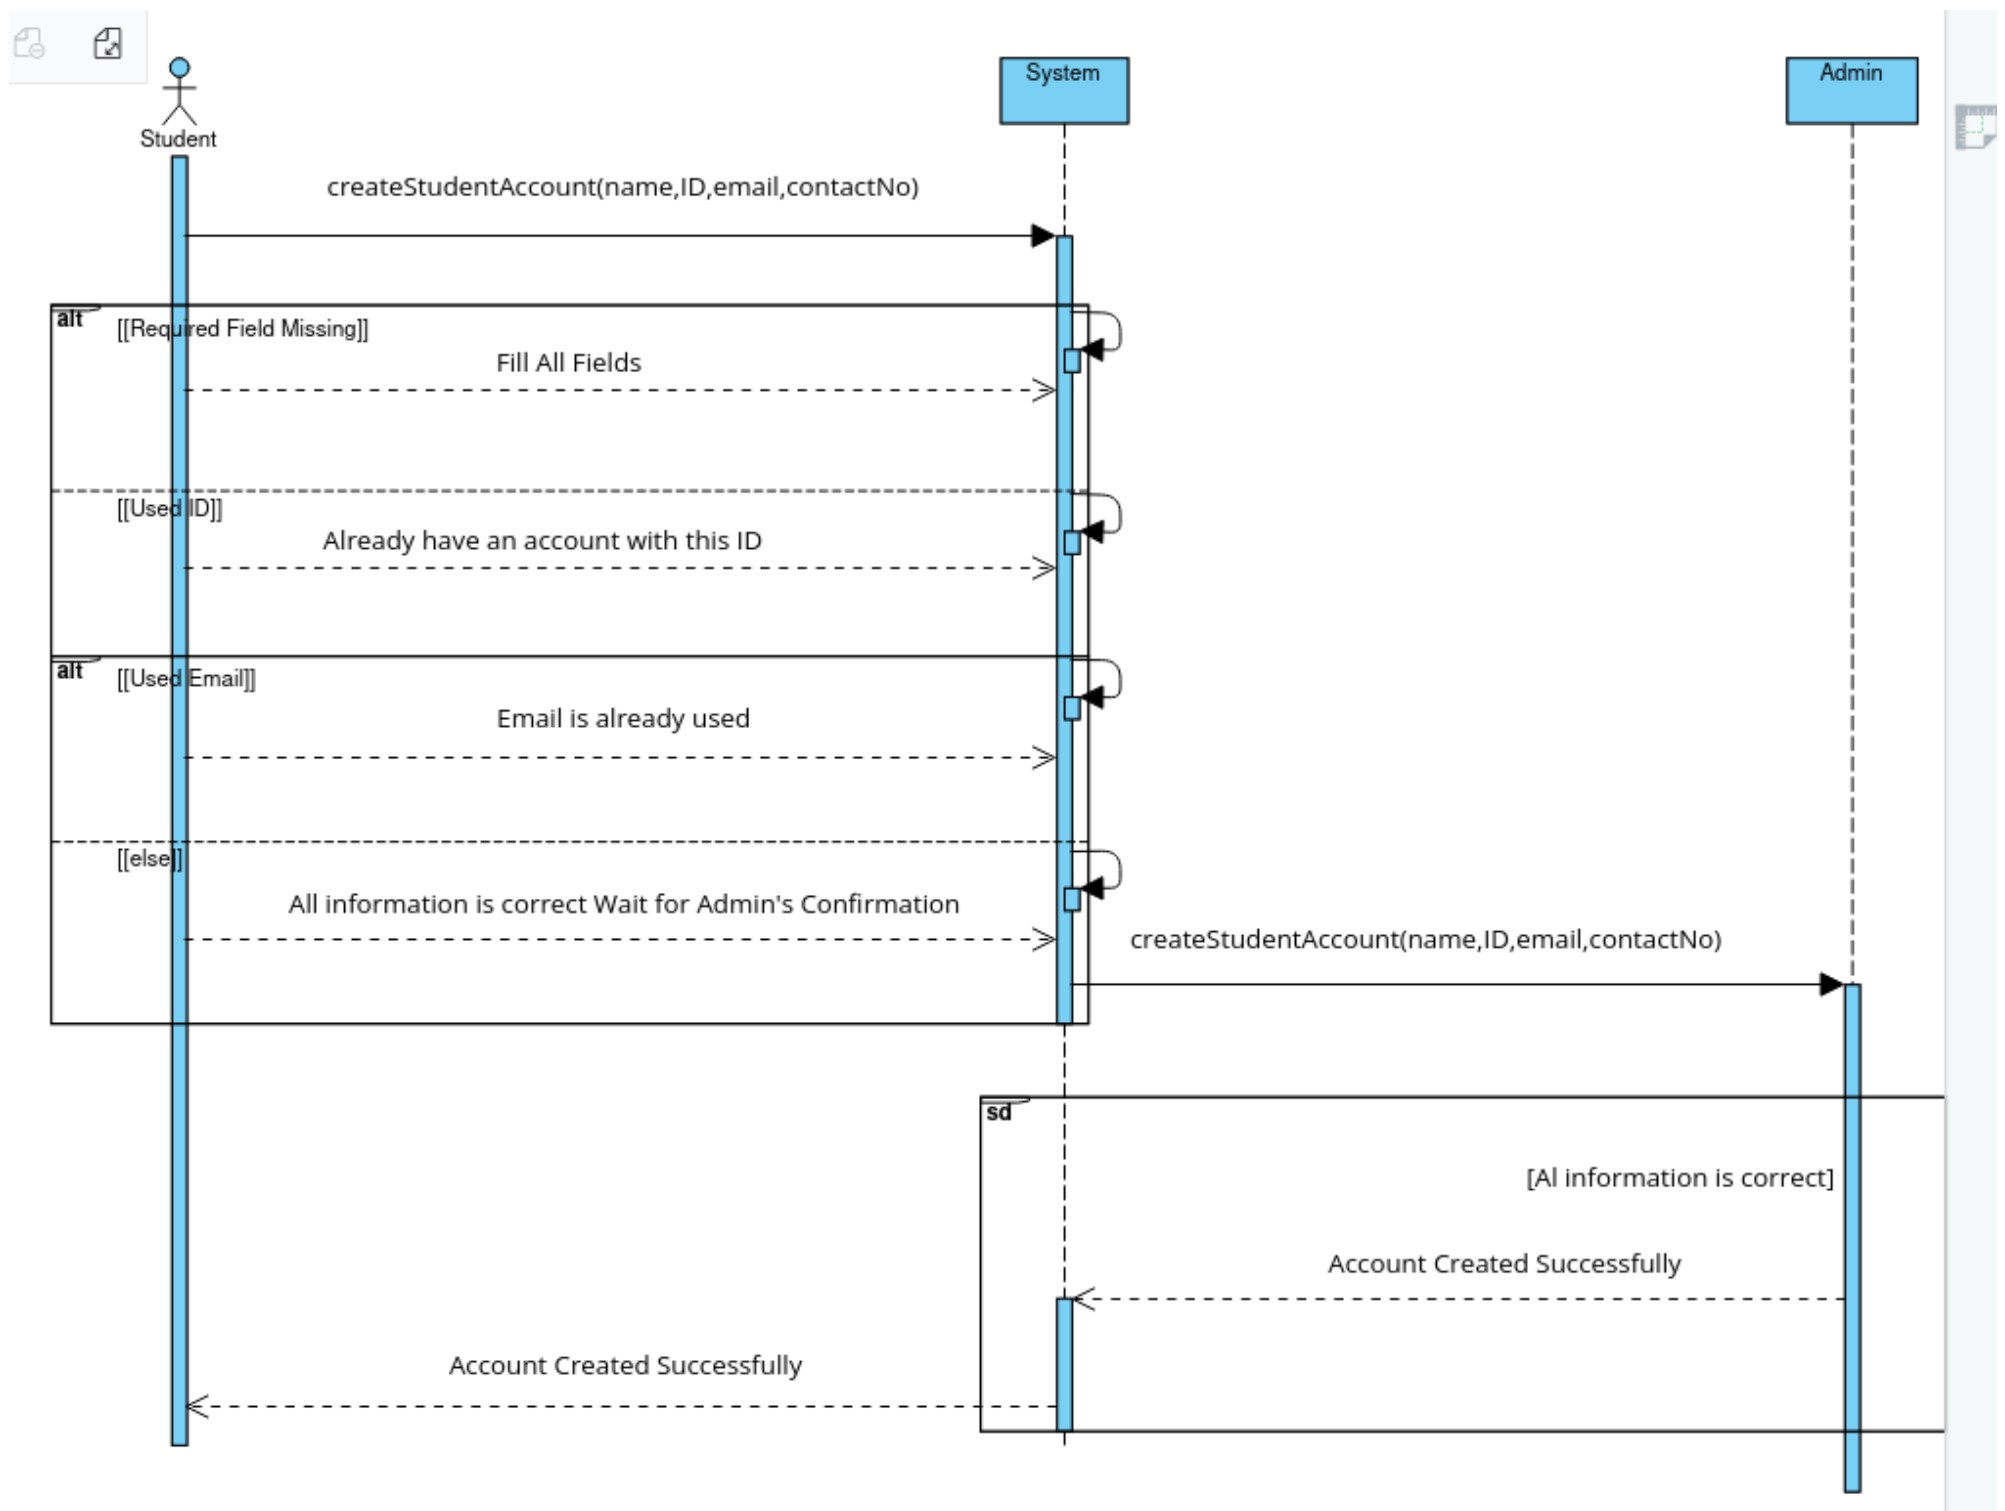 System
Admin
Student
createStudentAccount(name,ID,email,contactNo)
alt
[[Required Field Missing]]
Fill All Fields
[[Used ID]]
Already have an account with this ID
alt
[[Used Email]]
Email is already used
[[else]]
All information is correct Wait for Admin's Confirmation
createStudentAccount(name,ID,email,contactNo)
sd
[Al information is correct]
Account Created Successfully
Account Created Successfully